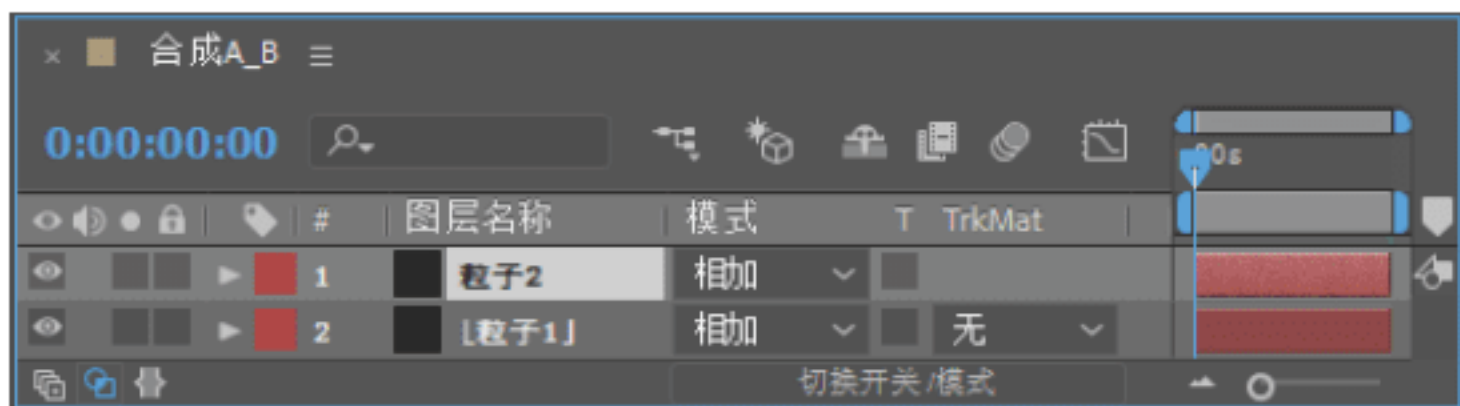 合成A_B
0:00:00:00
00s
# 图层名称 模式 T TrkMat
1 粒子2 相加
2 [粒子1] 相加 无
切换开关/模式